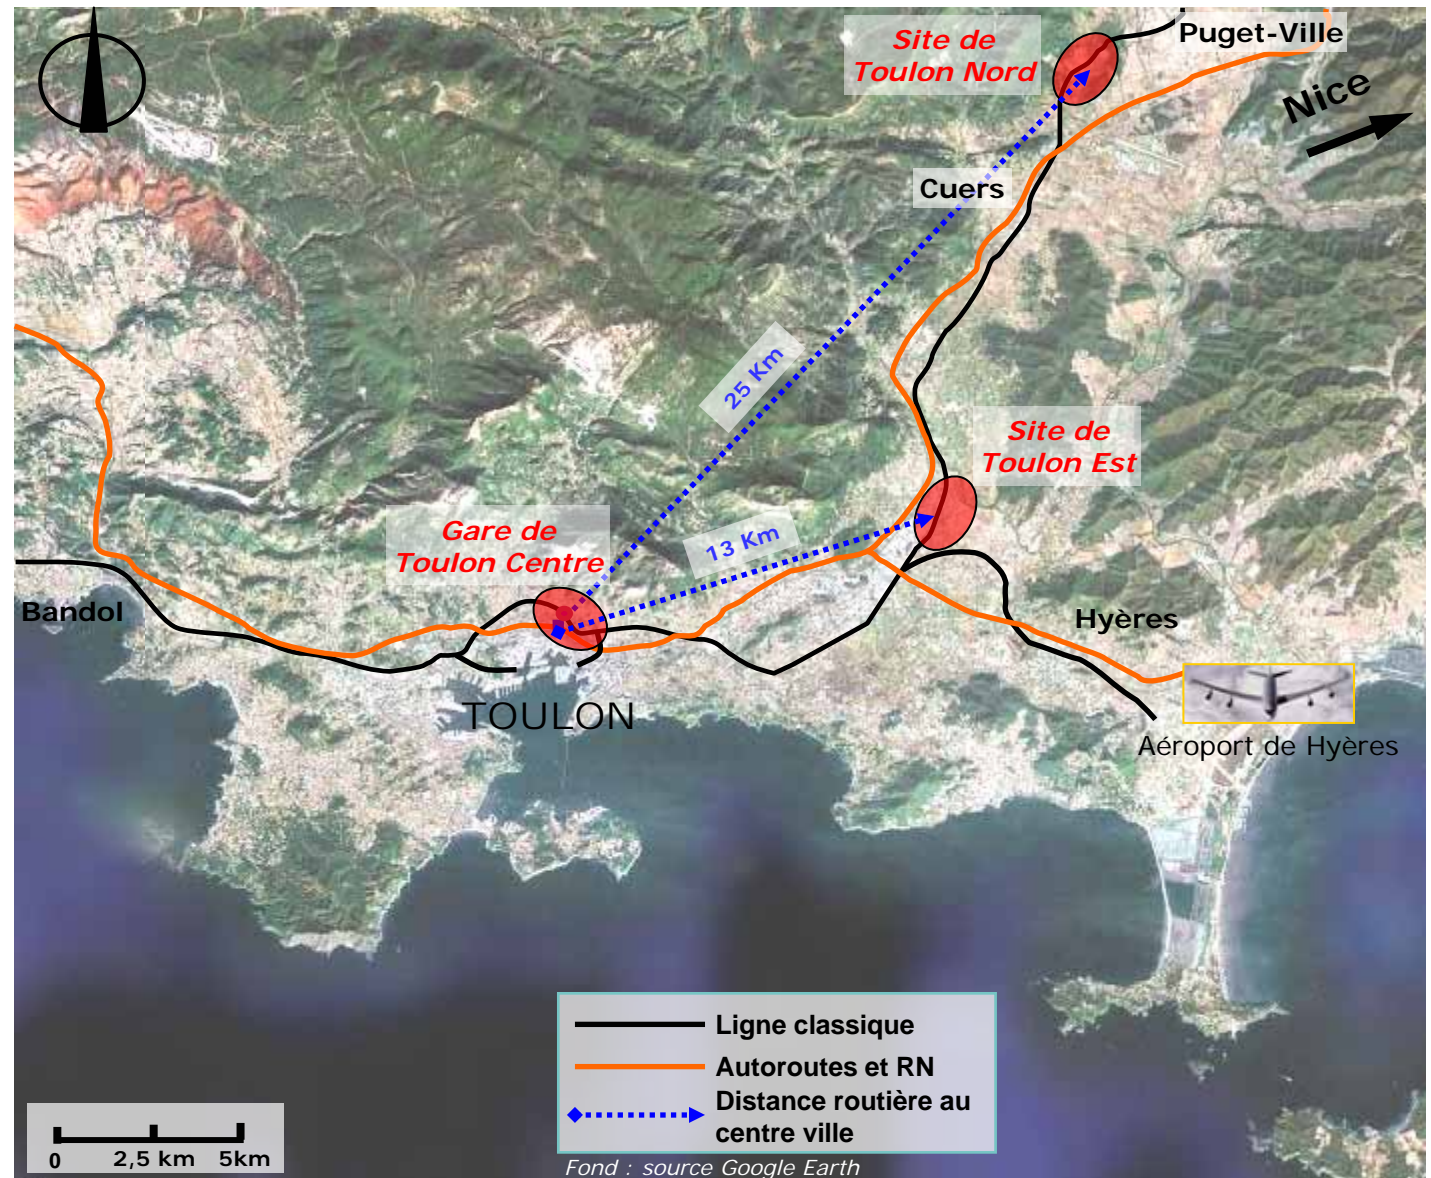 Site de
Toulon Nord
Puget-Ville
Nice
Cuers
25 Km
Site de
Toulon Est
Gare de
Toulon Centre
13 Km
Bandol
Hyères
TOULON
Aéroport de Hyères
Ligne classique
Autoroutes et RN
Distance routière au
centre ville
0 2,5 km 5km
Fond : source Google Earth